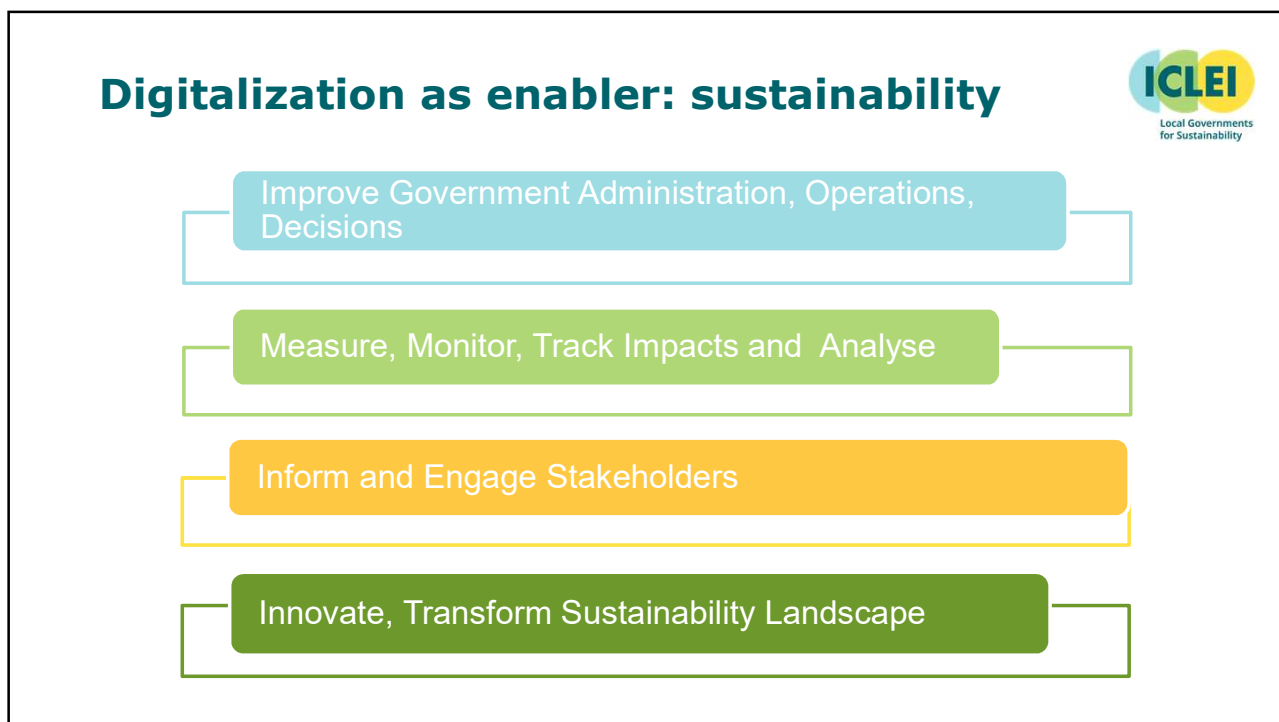 Digitalization as enabler: sustainability
ICLEI
Local Governments
for Sustainability
Improve Government Administration, Operations,
Decisions
Measure, Monitor, Track Impacts and  Analyse
Inform and Engage Stakeholders
Innovate, Transform Sustainability Landscape